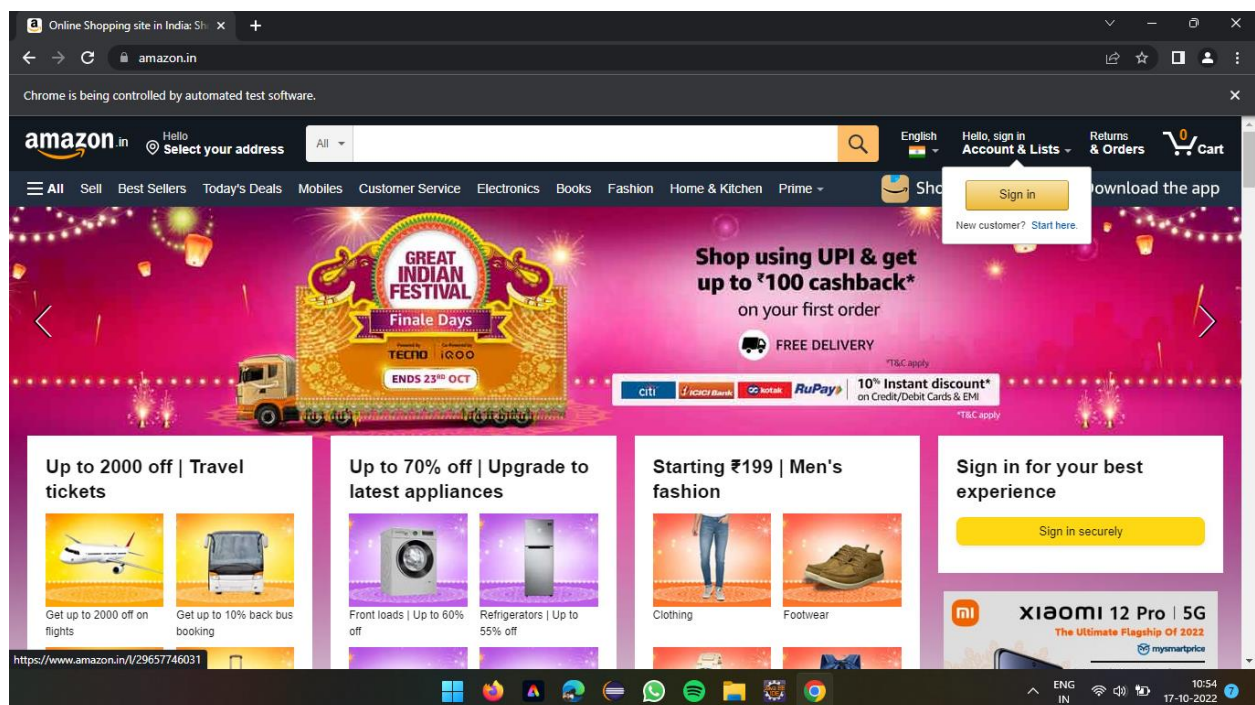 Online Shopping site in India: Sh
amazon.in
Chrome is being controlled by automated test software.
amazon.in
Hello
Select your address
All
English
Hello, sign in
Account & Lists
Returns
& Orders
0
Cart
All Sell Best Sellers Today's Deals Mobiles Customer Service Electronics Books Fashion Home & Kitchen Prime
Sho
Download the app
Sign in
New customer? Start here.
GREAT
INDIAN
FESTIVAL
Finale Days
Powered by
TECNO
Co-Powered by
iQOO
ENDS 23RD OCT
Shop using UPI & get
up to ₹100 cashback*
on your first order
FREE DELIVERY
*T&C apply
citi ICICI Bank kotak RuPay
10% Instant discount*
on Credit/Debit Cards & EMI
*T&C apply
Up to 2000 off | Travel
tickets
Get up to 2000 off on
flights
Get up to 10% back bus
booking
Up to 70% off | Upgrade to
latest appliances
Front loads | Up to 60%
off
Refrigerators | Up to
55% off
Starting ₹199 | Men's
fashion
Clothing
Footwear
Sign in for your best
experience
Sign in securely
mi
XIAOMI 12 Pro | 5G
The Ultimate Flagship Of 2022
mysmartprice
https://www.amazon.in/l/29657746031
ENG
IN
10:54
17-10-2022
7